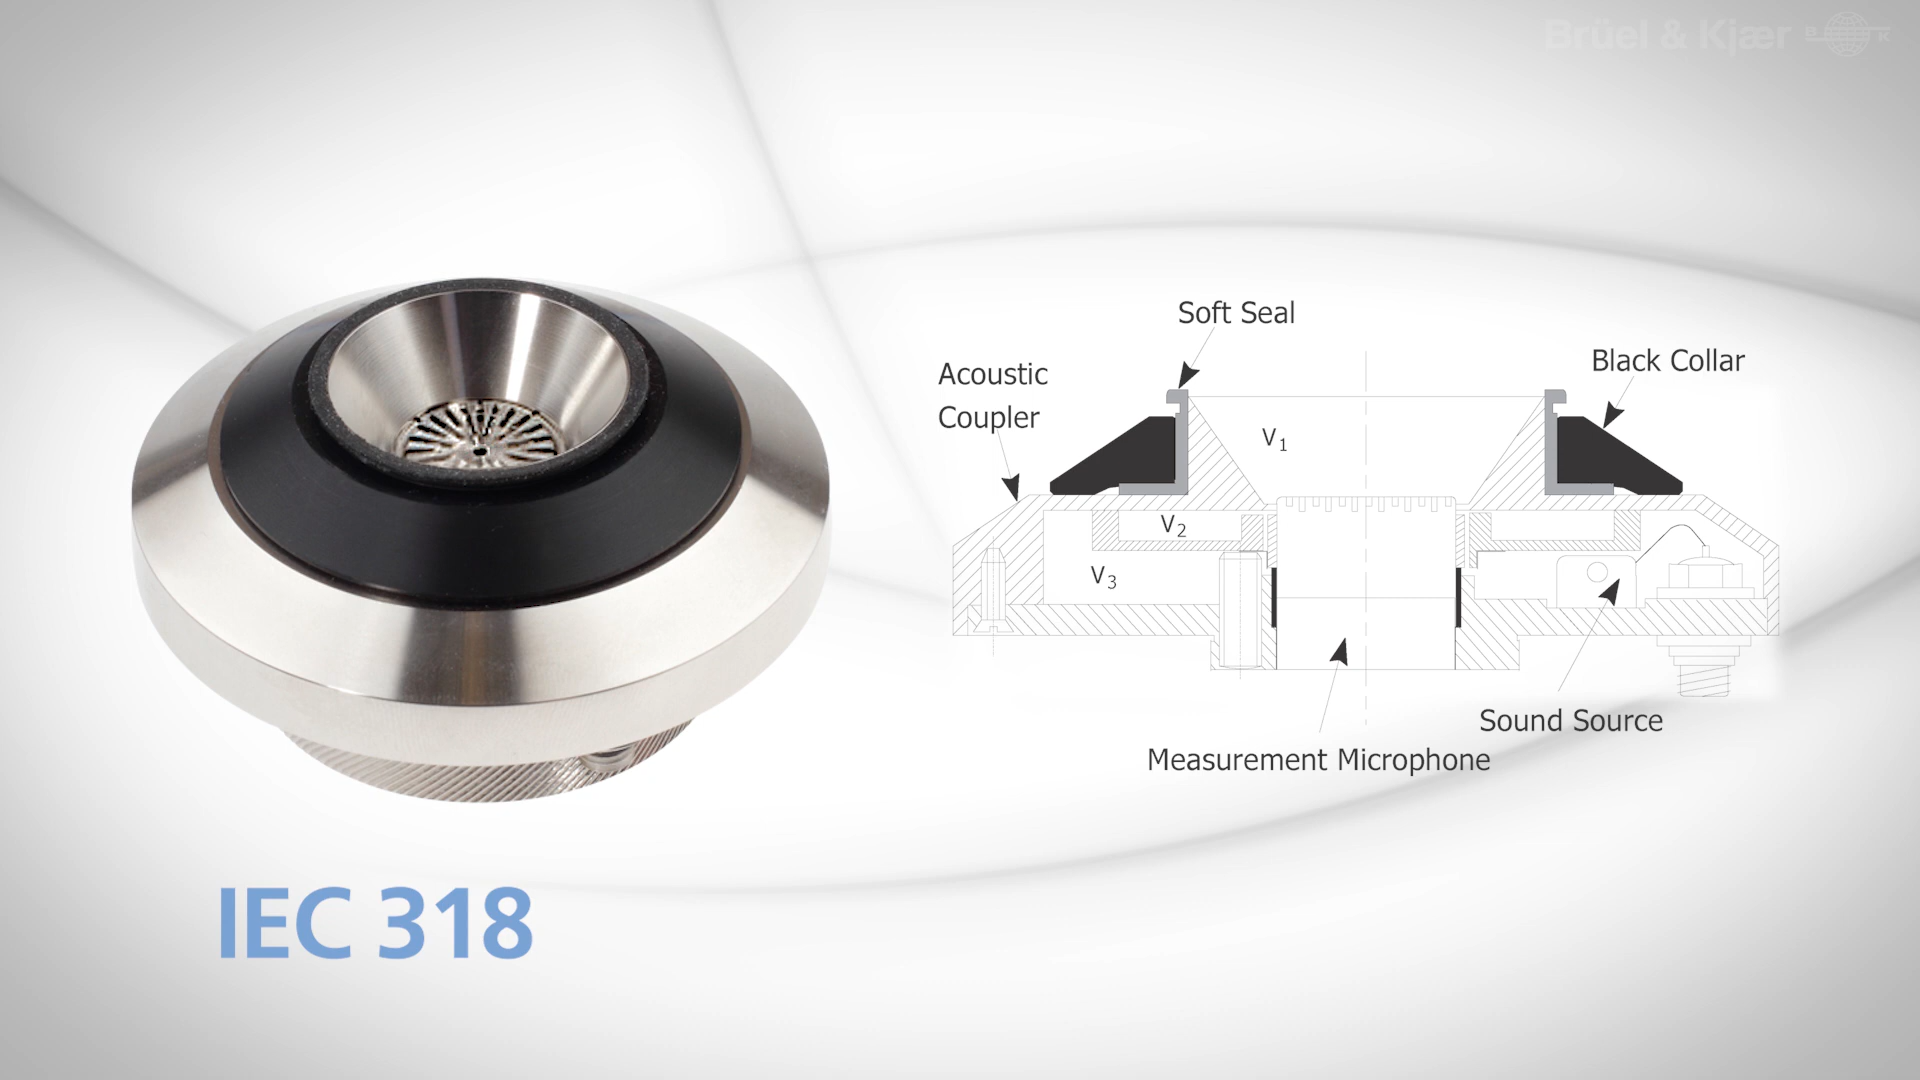 Brüel & Kjær
B K
Soft Seal
Black Collar
Acoustic
Coupler
V1
V2
V3
Sound Source
Measurement Microphone
IEC 318